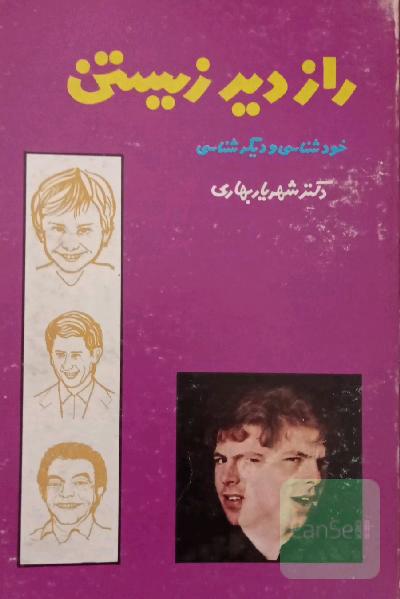 راز دیر زیستن
خودشناسی و دیگرشناسی
دکتر شهریار بهاری